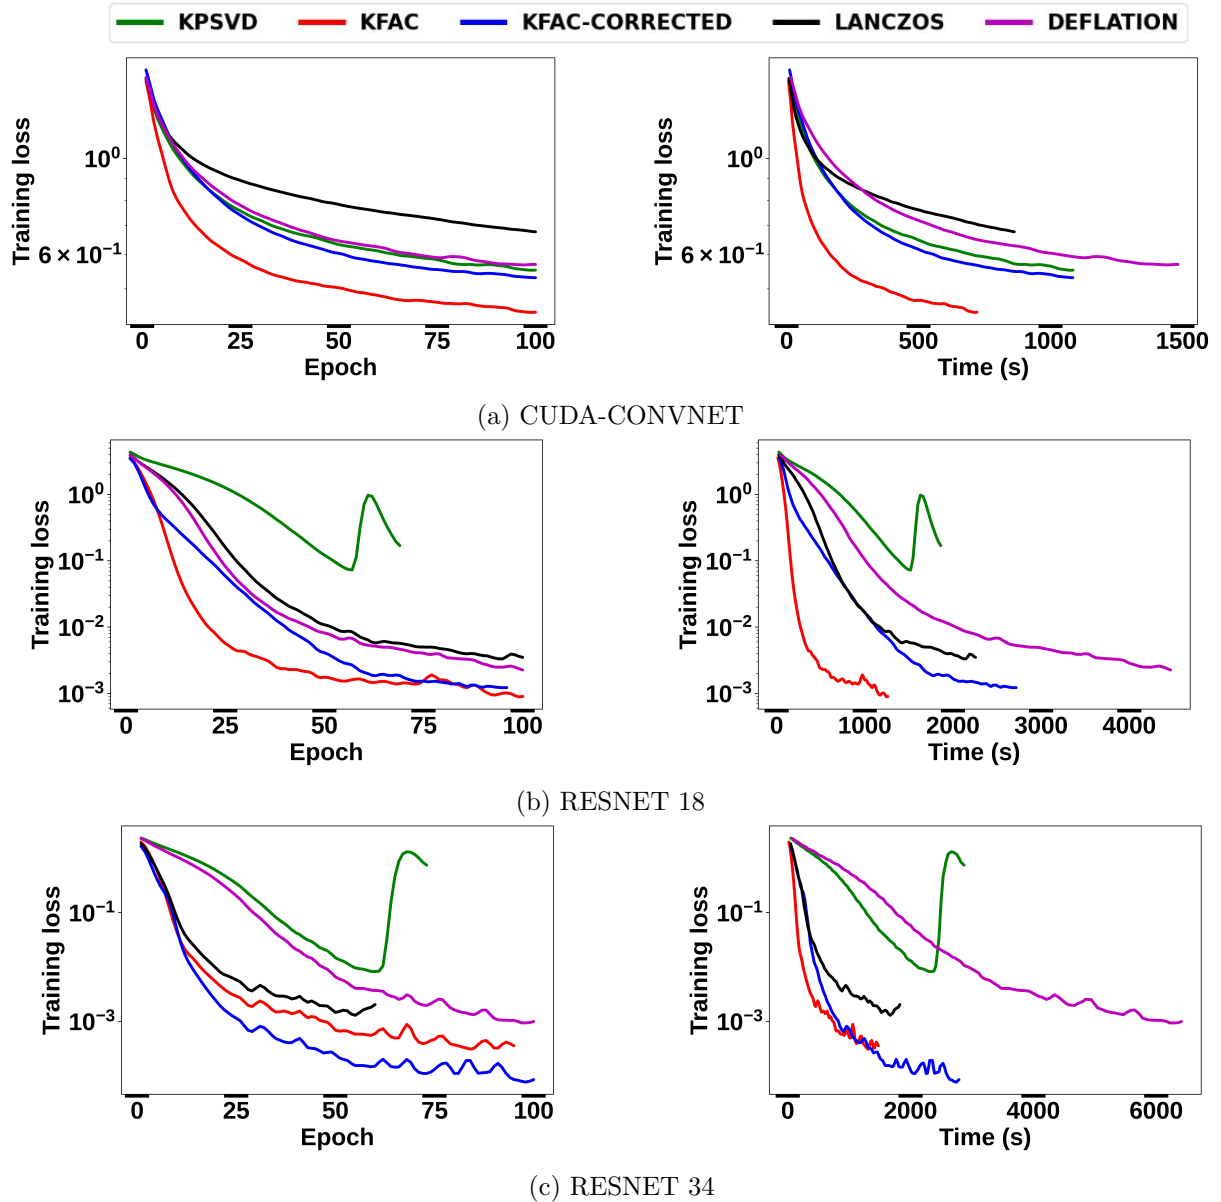 KPSVD KFAC KFAC-CORRECTED LANCZOS DEFLATION
Training loss
10⁰
6 × 10⁻¹
0 25 50 75 100
Epoch
Training loss
10⁰
6 × 10⁻¹
0 500 1000 1500
Time (s)
(a) CUDA-CONVNET
Training loss
10⁰
10⁻¹
10⁻²
10⁻³
0 25 50 75 100
Epoch
Training loss
10⁰
10⁻¹
10⁻²
10⁻³
0 1000 2000 3000 4000
Time (s)
(b) RESNET 18
Training loss
10⁻¹
10⁻³
0 25 50 75 100
Epoch
Training loss
10⁻¹
10⁻³
0 2000 4000 6000
Time (s)
(c) RESNET 34